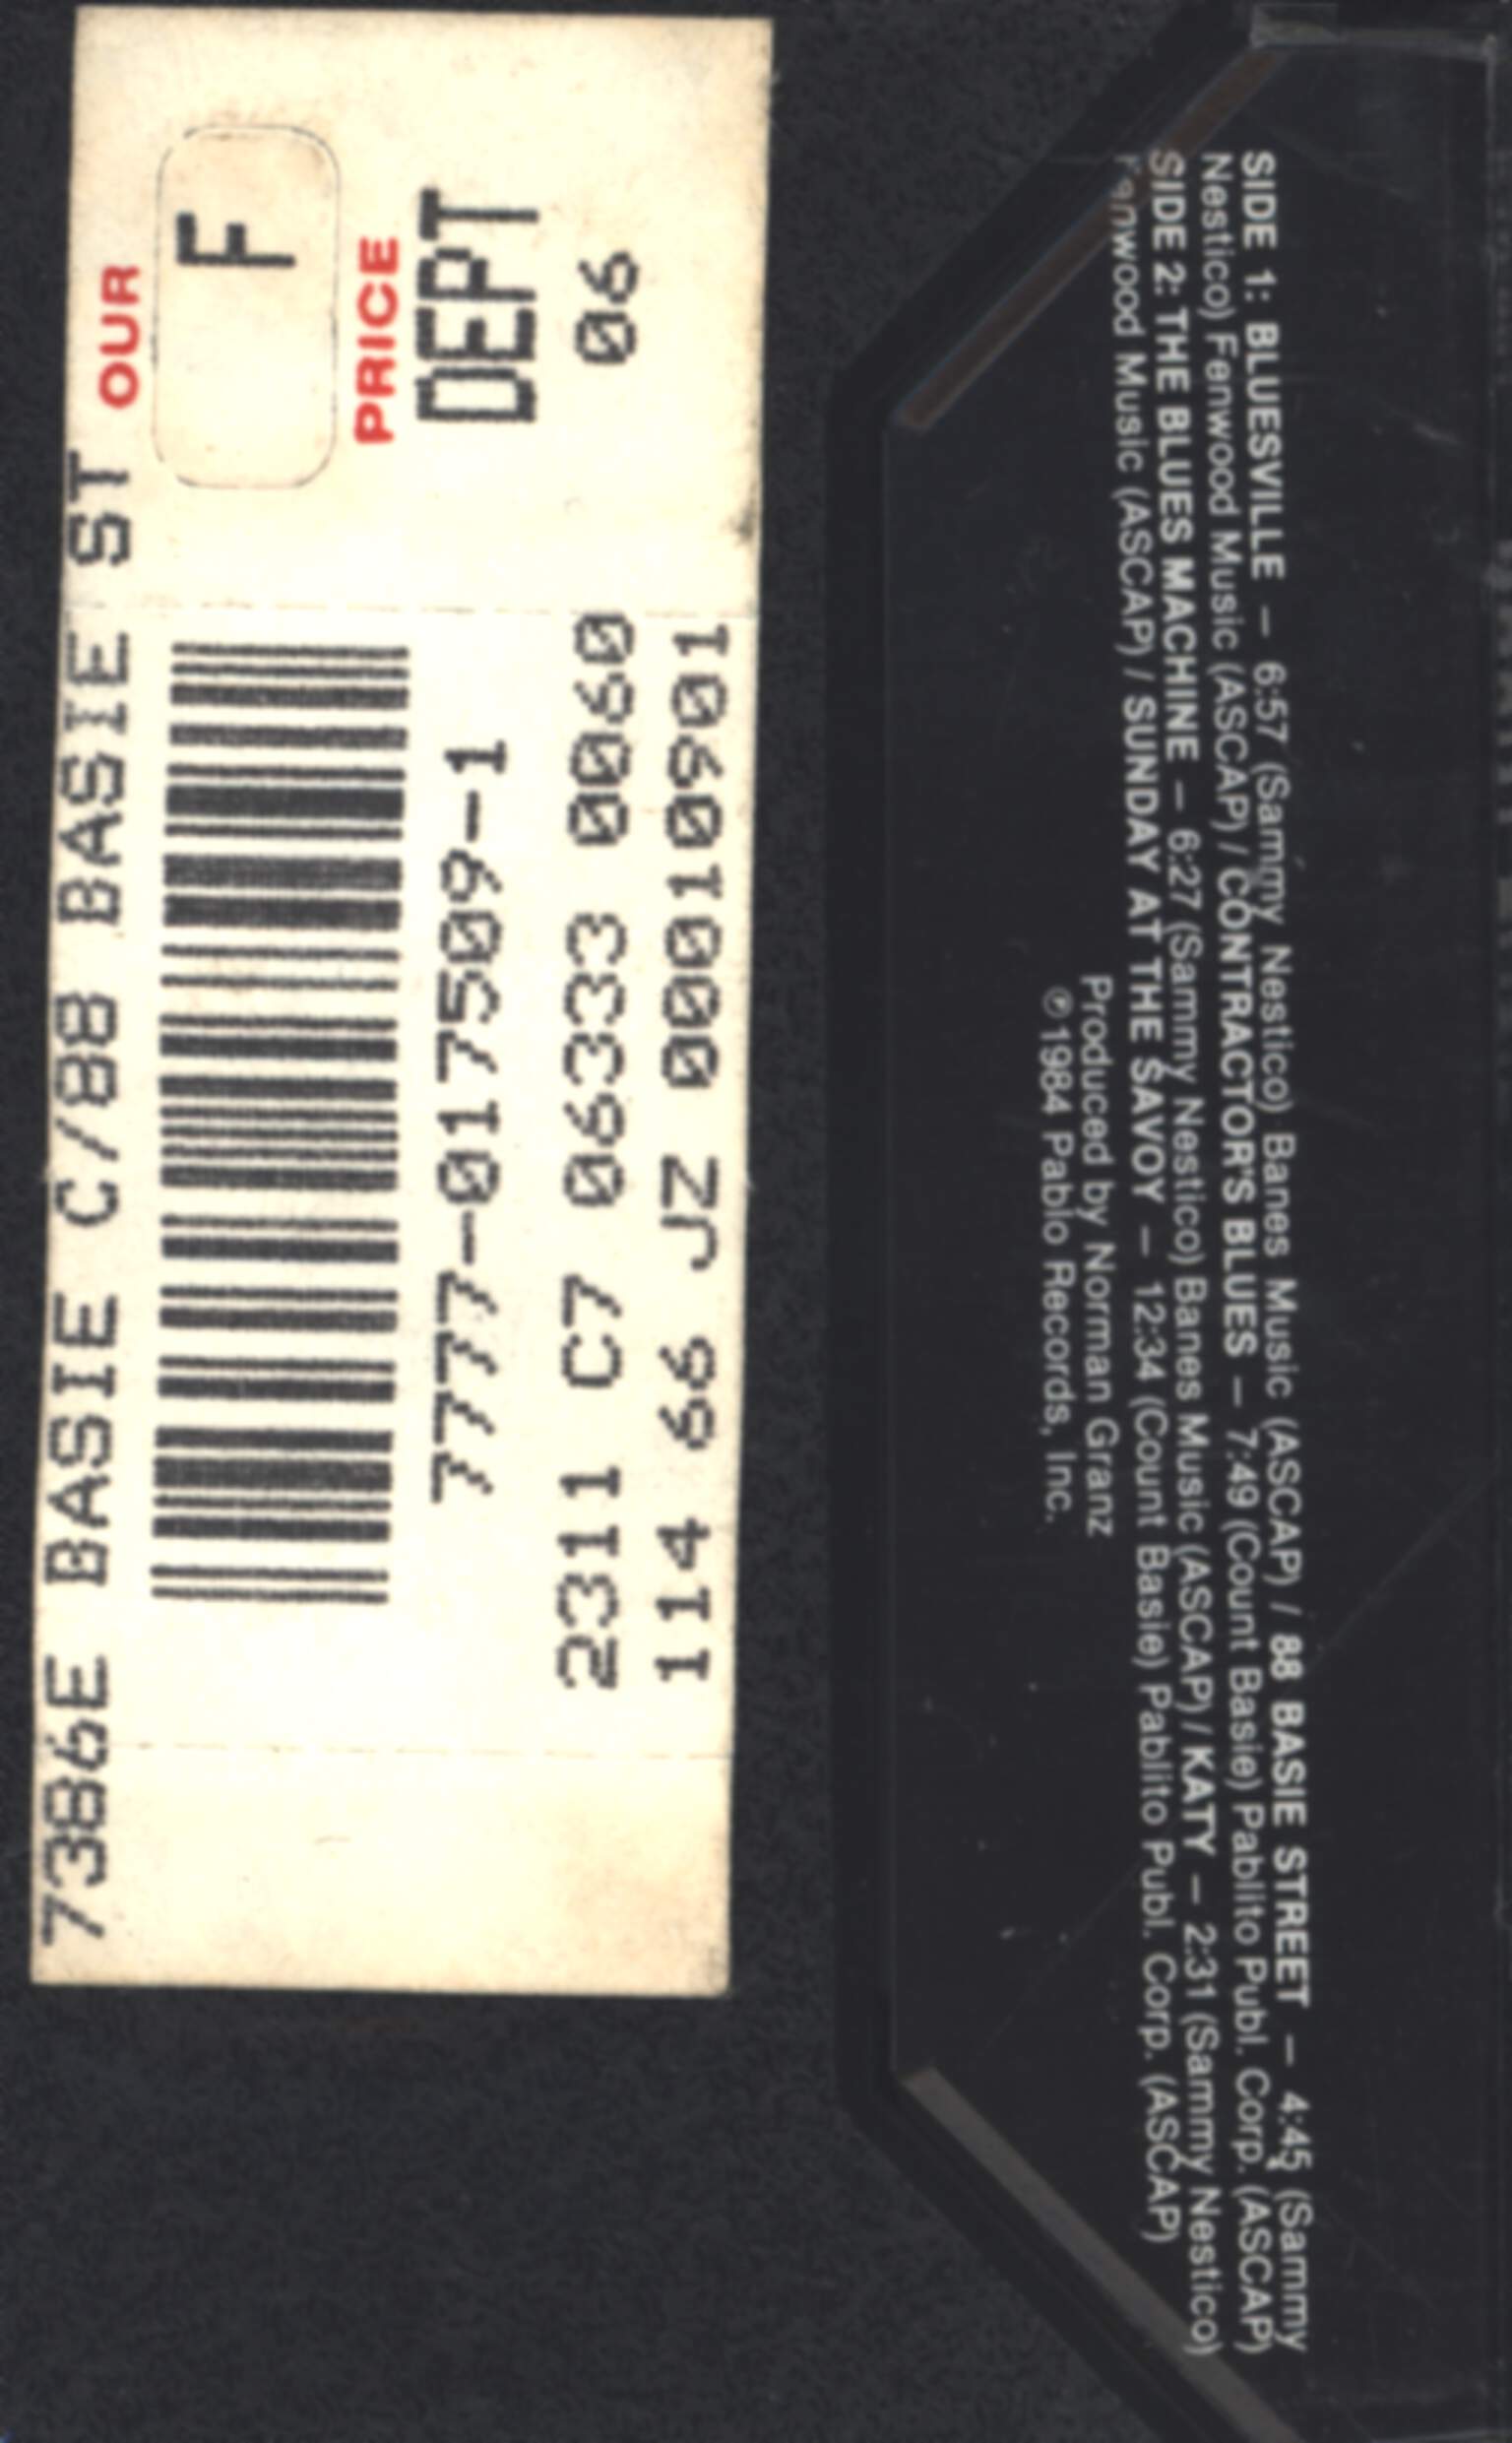 7386E BASIE BASIE C/88 BASIE ST
OUR
F
PRICE
DEPT
06
7777-017509-1
2311 C7 06333 0060
114 66 JZ 00010901
SIDE 1: BLUESVILLE — 6:57 (Sammy Nestico) Banes Music (ASCAP) / 88 BASIE STREET — 4:45 (Sammy
Nestico) Fenwood Music (ASCAP) / CONTRACTOR'S BLUES — 7:49 (Count Basie) Pablito Publ. Corp. (ASCAP)
SIDE 2: THE BLUES MACHINE — 6:27 (Sammy Nestico) Banes Music (ASCAP) / KATY — 2:31 (Sammy Nestico)
Fenwood Music (ASCAP) / SUNDAY AT THE SAVOY — 12:34 (Count Basie) Pablito Publ. Corp. (ASCAP)
Produced by Norman Granz
℗ 1984 Pablo Records, Inc.